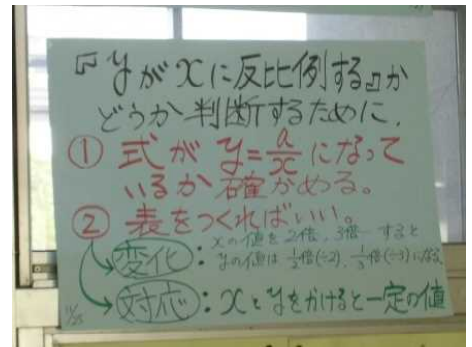 『yがxに反比例する』か
どうか判断するために、
① 式が y=a/x になって
いるか確かめる。
② 表をつくればいい。
変化：xの値を2倍、3倍…すると
yの値は1/2倍(÷2)、1/3倍(÷3)になる
対応：xとyをかけると一定の値
11/25